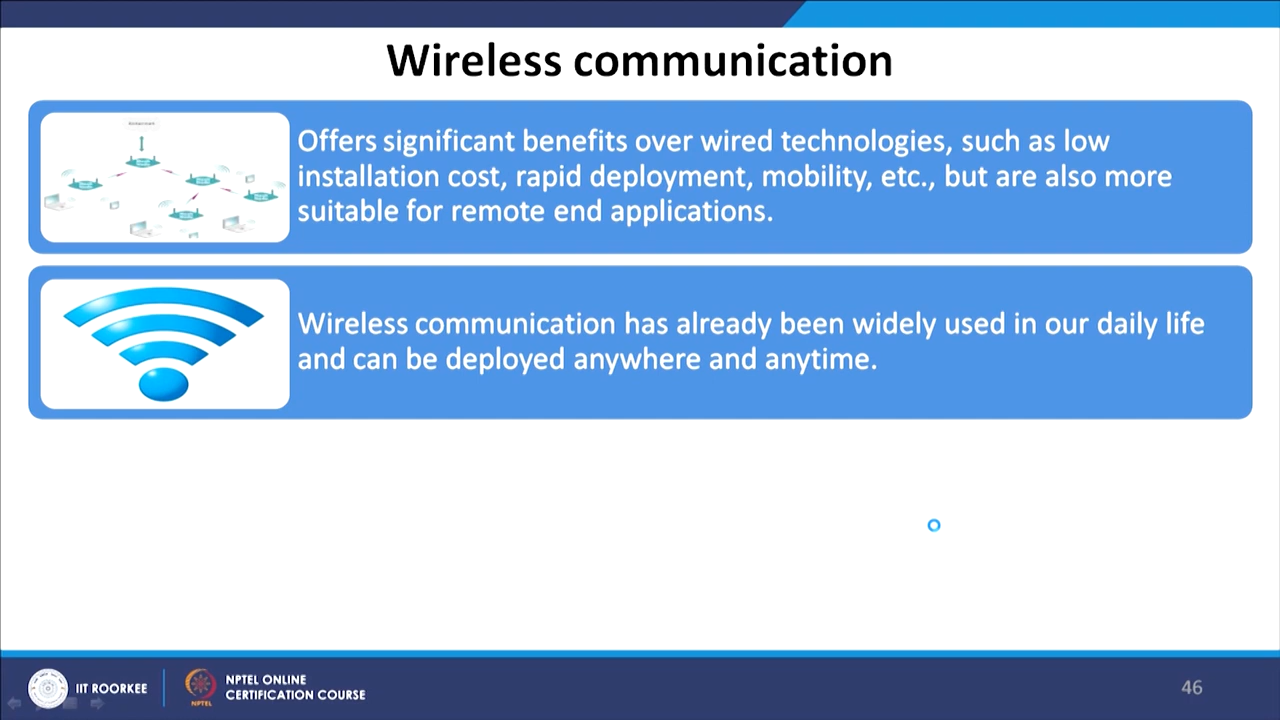 Wireless communication
Offers significant benefits over wired technologies, such as low
installation cost, rapid deployment, mobility, etc., but are also more
suitable for remote end applications.
Wireless communication has already been widely used in our daily life
and can be deployed anywhere and anytime.
IIT ROORKEE
NPTEL ONLINE
CERTIFICATION COURSE
NPTEL
46